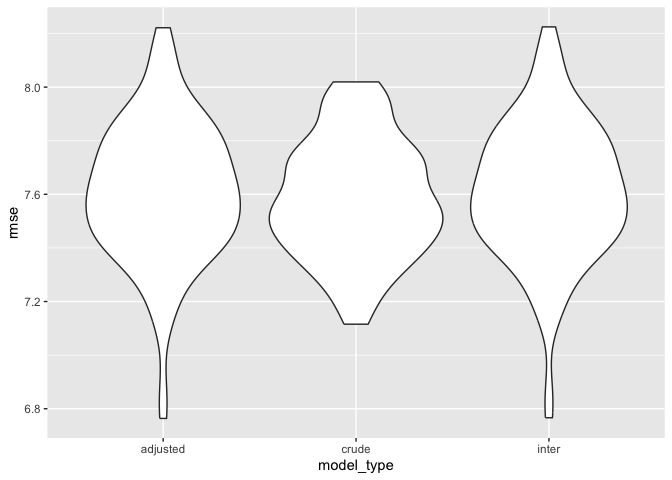 rmse
8.0
7.6
7.2
6.8
adjusted
crude
inter
model_type